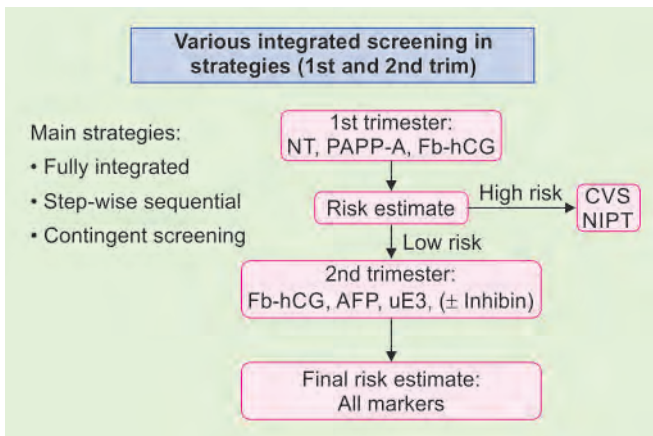 Various integrated screening in
strategies (1st and 2nd trim)
Main strategies:
• Fully integrated
• Step-wise sequential
• Contingent screening
1st trimester:
NT, PAPP-A, Fb-hCG
Risk estimate
High risk
CVS
NIPT
Low risk
2nd trimester:
Fb-hCG, AFP, uE3, (± Inhibin)
Final risk estimate:
All markers